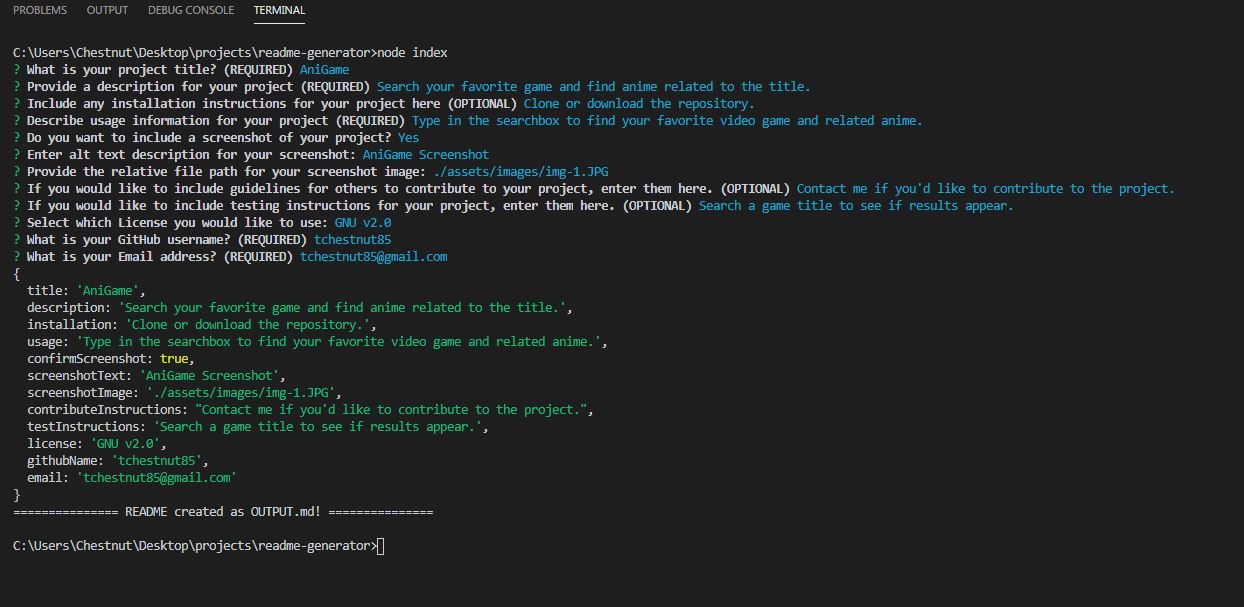 PROBLEMS OUTPUT DEBUG CONSOLE TERMINAL
C:\Users\Chestnut\Desktop\projects\readme-generator>node index
? What is your project title? (REQUIRED) AniGame
? Provide a description for your project (REQUIRED) Search your favorite game and find anime related to the title.
? Include any installation instructions for your project here (OPTIONAL) Clone or download the repository.
? Describe usage information for your project (REQUIRED) Type in the searchbox to find your favorite video game and related anime.
? Do you want to include a screenshot of your project? Yes
? Enter alt text description for your screenshot: AniGame Screenshot
? Provide the relative file path for your screenshot image: ./assets/images/img-1.JPG
? If you would like to include guidelines for others to contribute to your project, enter them here. (OPTIONAL) Contact me if you'd like to contribute to the project.
? If you would like to include testing instructions for your project, enter them here. (OPTIONAL) Search a game title to see if results appear.
? Select which License you would like to use: GNU v2.0
? What is your GitHub username? (REQUIRED) tchestnut85
? What is your Email address? (REQUIRED) tchestnut85@gmail.com
{
  title: 'AniGame',
  description: 'Search your favorite game and find anime related to the title.',
  installation: 'Clone or download the repository.',
  usage: 'Type in the searchbox to find your favorite video game and related anime.',
  confirmScreenshot: true,
  screenshotText: 'AniGame Screenshot',
  screenshotImage: './assets/images/img-1.JPG',
  contributeInstructions: "Contact me if you'd like to contribute to the project.",
  testInstructions: 'Search a game title to see if results appear.',
  license: 'GNU v2.0',
  githubName: 'tchestnut85',
  email: 'tchestnut85@gmail.com'
}
=============== README created as OUTPUT.md! ===============
C:\Users\Chestnut\Desktop\projects\readme-generator>